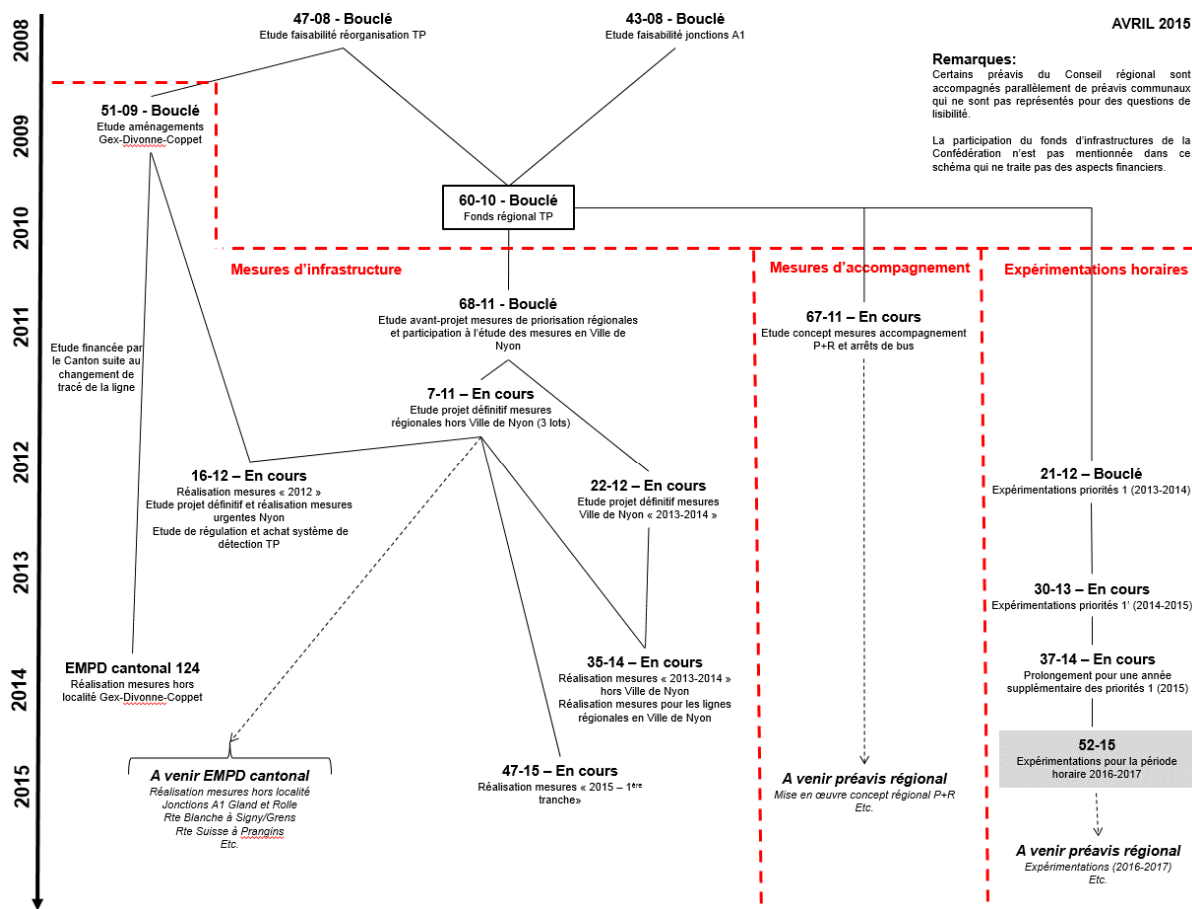 2008
2009
2010
2011
2012
2013
2014
2015
47-08 - Bouclé
Etude faisabilité réorganisation TP
43-08 - Bouclé
Etude faisabilité jonctions A1
AVRIL 2015
Remarques:
Certains préavis du Conseil régional sont
accompagnés parallèlement de préavis communaux
qui ne sont pas représentés pour des questions de
lisibilité.
La participation du fonds d'infrastructures de la
Confédération n'est pas mentionnée dans ce
schéma qui ne traite pas des aspects financiers.
51-09 - Bouclé
Etude aménagements
Gex-Divonne-Coppet
60-10 - Bouclé
Fonds régional TP
Mesures d'infrastructure
Mesures d'accompagnement
Expérimentations horaires
68-11 - Bouclé
Etude avant-projet mesures de priorisation régionales
et participation à l'étude des mesures en Ville de
Nyon
67-11 – En cours
Etude concept mesures accompagnement
P+R et arrêts de bus
Etude financée par
le Canton suite au
changement de
tracé de la ligne
7-11 – En cours
Etude projet définitif mesures
régionales hors Ville de Nyon (3 lots)
16-12 – En cours
Réalisation mesures « 2012 »
Etude projet définitif et réalisation mesures
urgentes Nyon
Etude de régulation et achat système de
détection TP
22-12 – En cours
Etude projet définitif mesures
Ville de Nyon « 2013-2014 »
21-12 – Bouclé
Expérimentations priorités 1 (2013-2014)
30-13 – En cours
Expérimentations priorités 1' (2014-2015)
EMPD cantonal 124
Réalisation mesures hors
localité Gex-Divonne-Coppet
35-14 – En cours
Réalisation mesures « 2013-2014 »
hors Ville de Nyon
Réalisation mesures pour les lignes
régionales en Ville de Nyon
37-14 – En cours
Prolongement pour une année
supplémentaire des priorités 1 (2015)
52-15
Expérimentations pour la période
horaire 2016-2017
A venir EMPD cantonal
Réalisation mesures hors localité
Jonctions A1 Gland et Rolle
Rte Blanche à Signy/Grens
Rte Suisse à Prangins
Etc.
47-15 – En cours
Réalisation mesures « 2015 – 1ère
tranche»
A venir préavis régional
Mise en œuvre concept régional P+R
Etc.
A venir préavis régional
Expérimentations (2016-2017)
Etc.